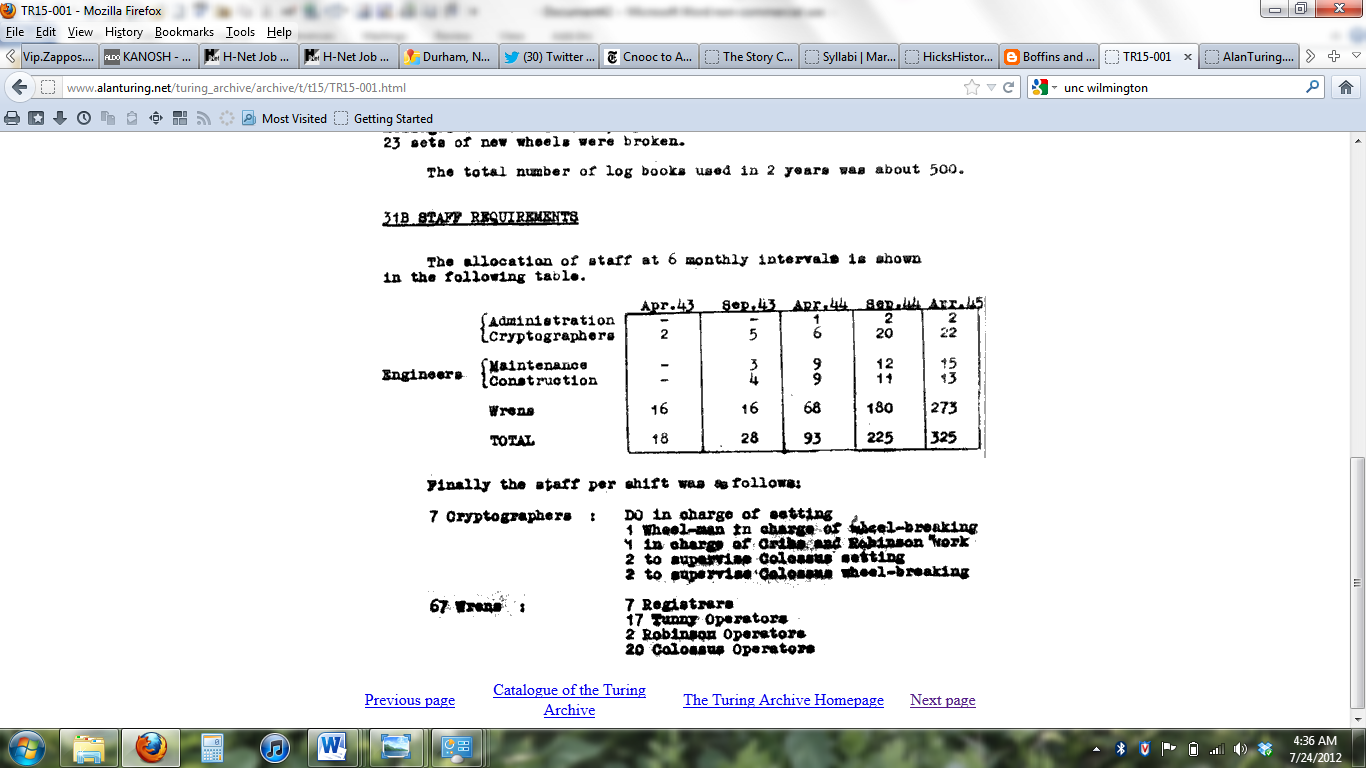 TR15-001 - Mozilla Firefox
File Edit View History Bookmarks Tools Help
Vip.Zappos.... KANOSH - ... H-Net Job ... H-Net Job ... Durham, N... (30) Twitter ... Cnooc to A... The Story C... Syllabi | Mar... HicksHistor... Boffins and ... TR15-001 AlanTuring....
www.alanturing.net/turing_archive/archive/t/t15/TR15-001.html unc wilmington
Most Visited Getting Started
23 sets of new wheels were broken.
The total number of log books used in 2 years was about 500.
31B STAFF REQUIREMENTS
The allocation of staff at 6 monthly intervals is shown
in the following table.
Apr.43 Sep.43 Apr.44 Sep.44 Apr.45
Administration - - 1 2 2
Cryptographers 2 5 6 20 22
Maintenance - 3 9 12 15
Engineers
Construction - 4 9 11 13
Wrens 16 16 68 180 273
TOTAL 18 28 93 225 325
Finally the staff per shift was as follows:
7 Cryptographers : DO in charge of setting
1 Wheel-man in charge of wheel-breaking
1 in charge of Cribs and Robinson work
2 to supervise Colossus setting
2 to supervise Colossus wheel-breaking
67 Wrens : 7 Registrars
17 Tunny Operators
2 Robinson Operators
20 Colossus Operators
Previous page Catalogue of the Turing Archive The Turing Archive Homepage Next page
4:36 AM
7/24/2012